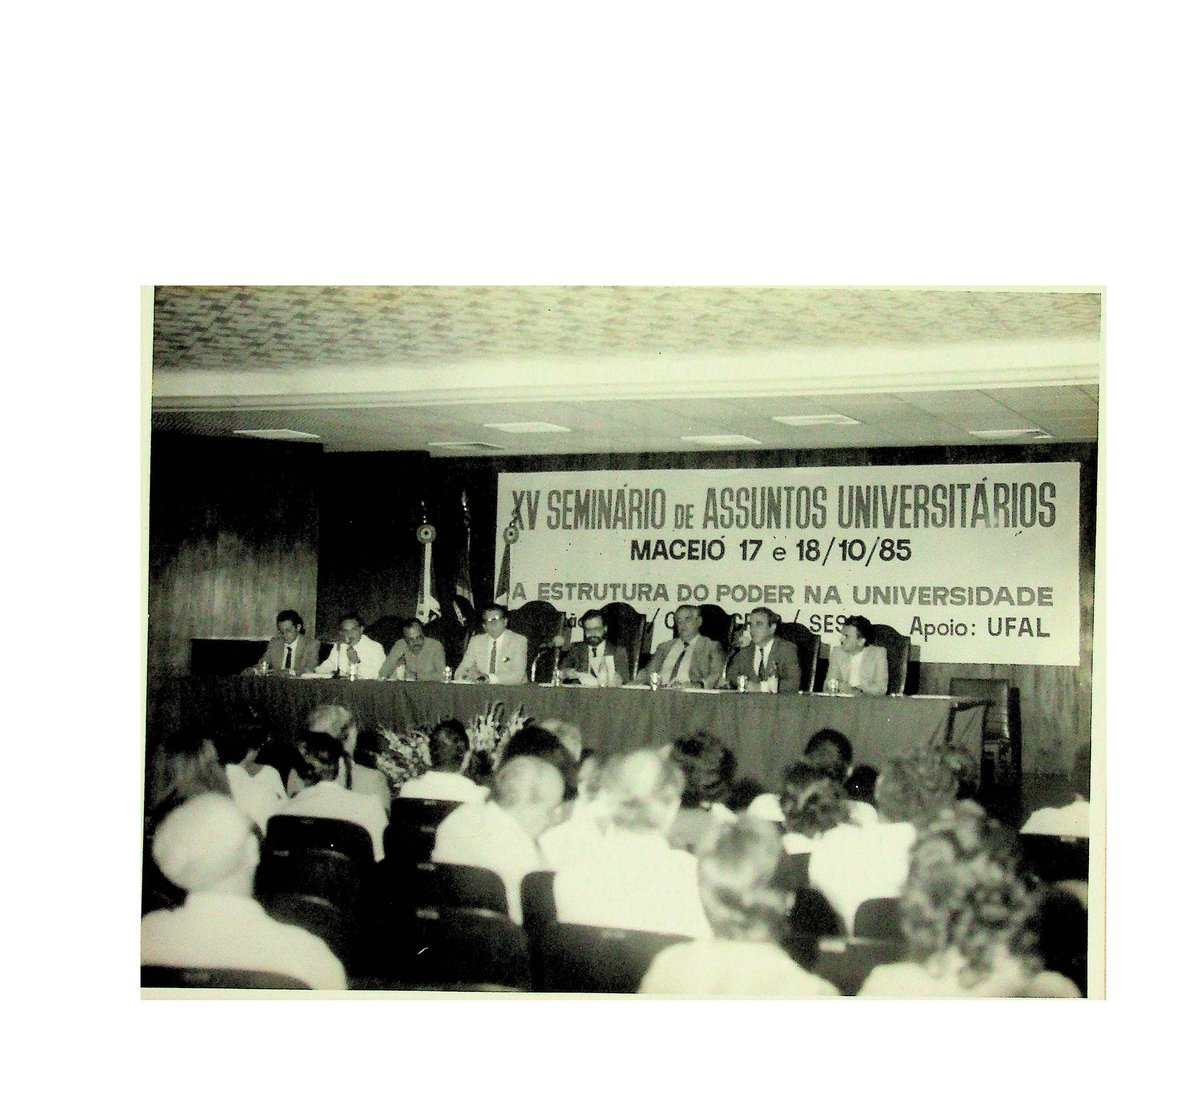 XV SEMINÁRIO DE ASSUNTOS UNIVERSITÁRIOS
MACEIÓ 17 e 18/10/85
A ESTRUTURA DO PODER NA UNIVERSIDADE
Apoio: UFAL